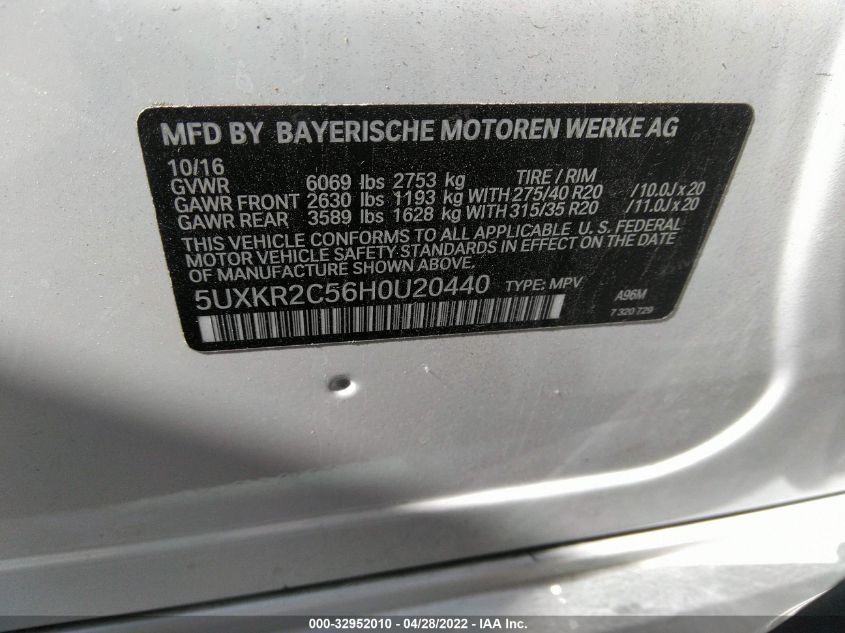 MFD BY BAYERISCHE MOTOREN WERKE AG
10/16 TIRE / RIM
GVWR 6069 lbs 2753 kg
GAWR FRONT 2630 lbs 1193 kg WITH 275/40 R20 /10.0J x 20
GAWR REAR 3589 lbs 1628 kg WITH 315/35 R20 /11.0J x 20
THIS VEHICLE CONFORMS TO ALL APPLICABLE U. S. FEDERAL
MOTOR VEHICLE SAFETY STANDARDS IN EFFECT ON THE DATE
OF MANUFACTURE SHOWN ABOVE.
5UXKR2C56H0U20440 TYPE: MPV A96M
7 320 729
000-32952010 - 04/28/2022 - IAA Inc.